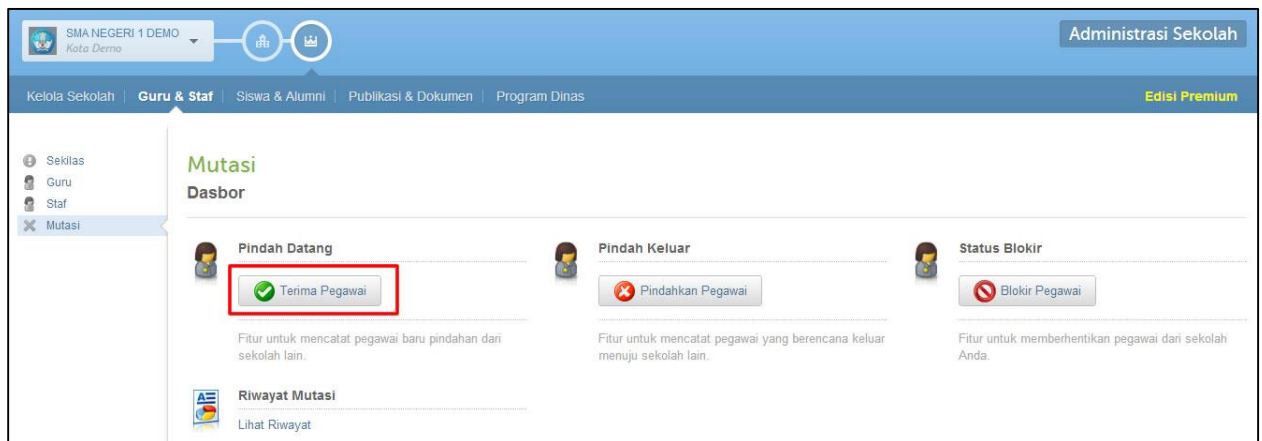 SMA NEGERI 1 DEMO
Kota Demo
Administrasi Sekolah
Kelola Sekolah | Guru & Staf | Siswa & Alumni | Publikasi & Dokumen | Program Dinas
Edisi Premium
Sekilas
Guru
Staf
Mutasi
Mutasi
Dasbor
Pindah Datang
Terima Pegawai
Fitur untuk mencatat pegawai baru pindahan dari
sekolah lain.
Pindah Keluar
Pindahkan Pegawai
Fitur untuk mencatat pegawai yang berencana keluar
menuju sekolah lain.
Status Blokir
Blokir Pegawai
Fitur untuk memberhentikan pegawai dari sekolah
Anda.
Riwayat Mutasi
Lihat Riwayat